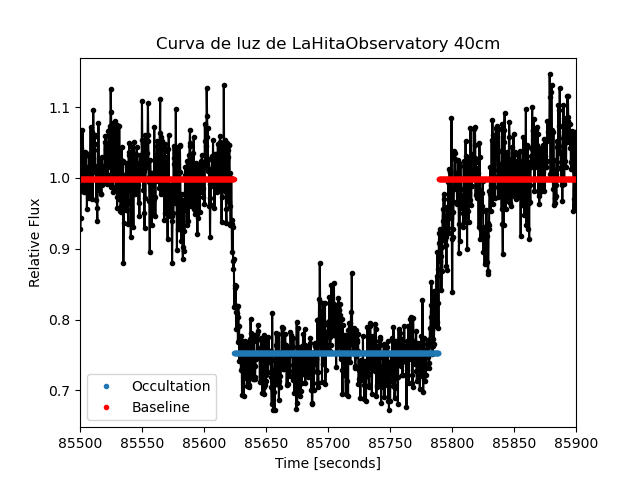 Curva de luz de LaHitaObservatory 40cm
Relative Flux
1.1
1.0
0.9
0.8
0.7
Occultation
Baseline
85500 85550 85600 85650 85700 85750 85800 85850 85900
Time [seconds]